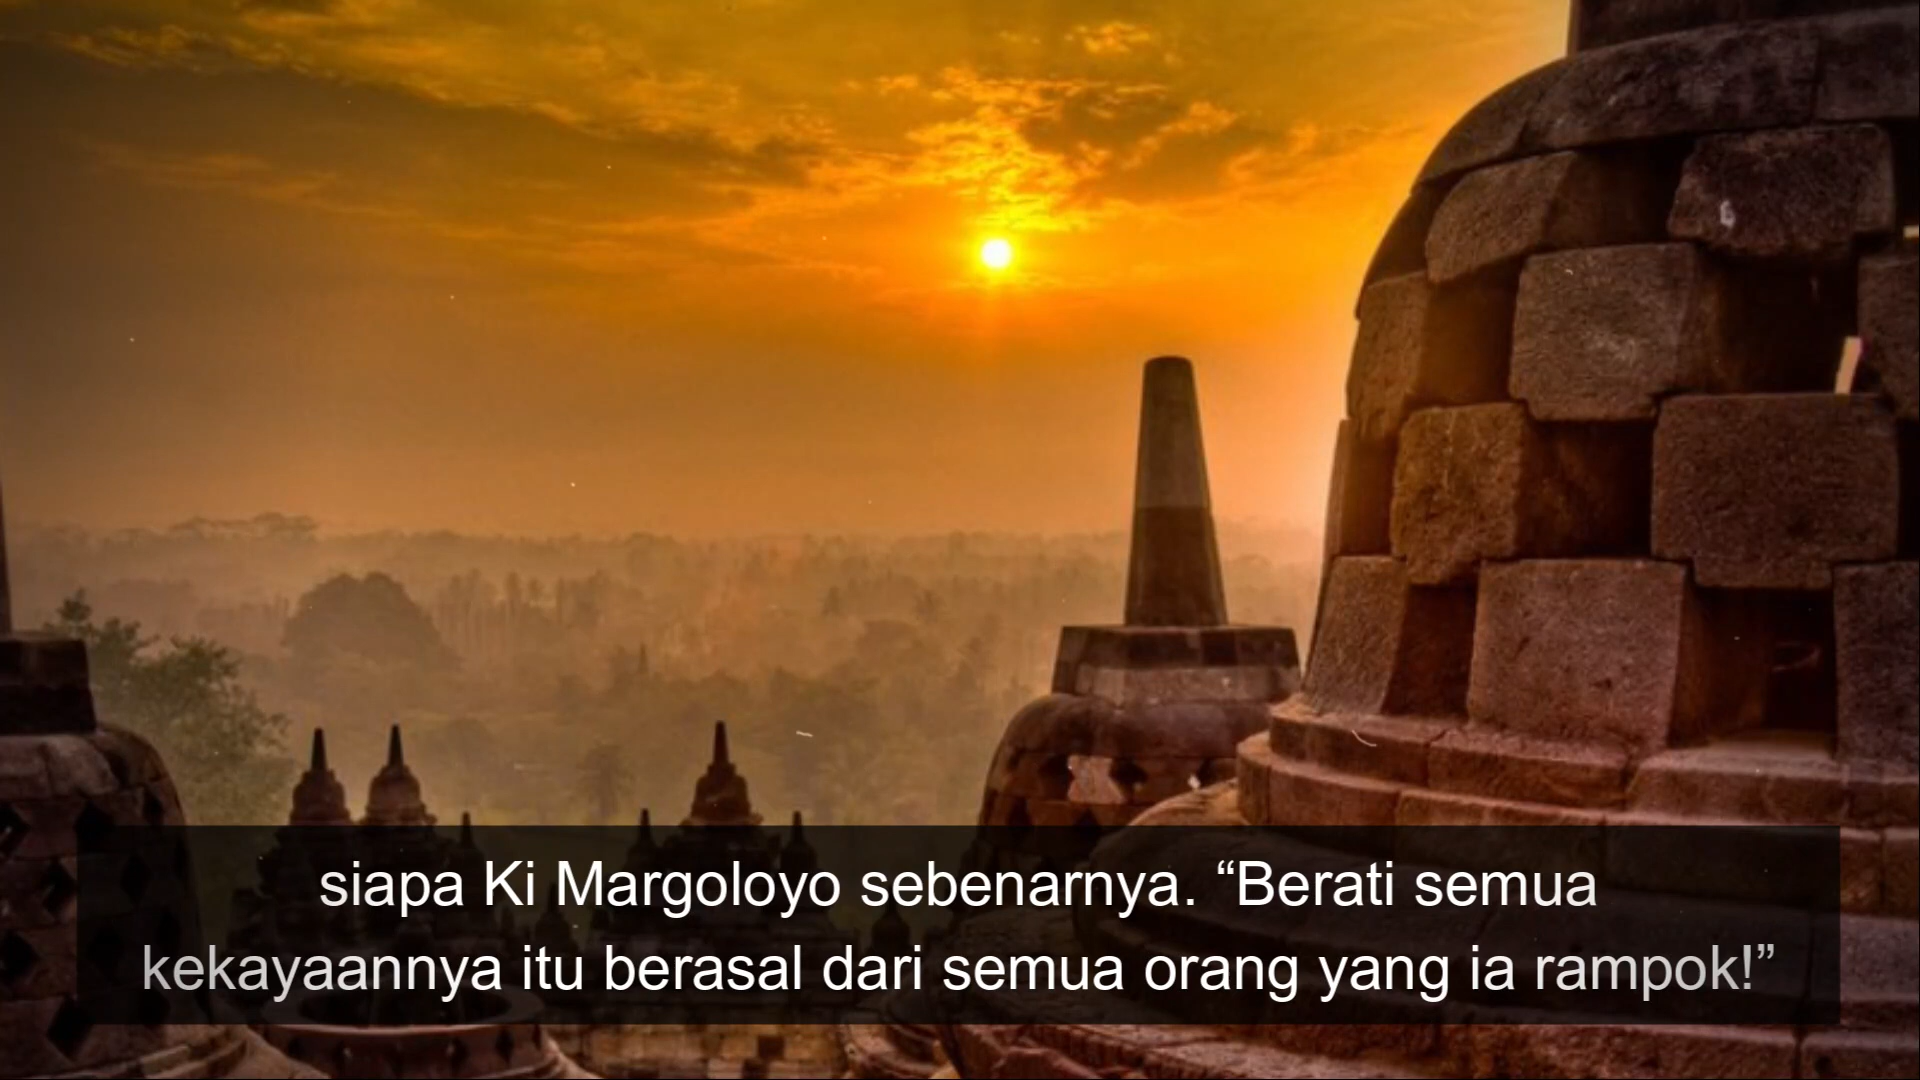 siapa Ki Margoloyo sebenarnya. “Berati semua
kekayaannya itu berasal dari semua orang yang ia rampok!”